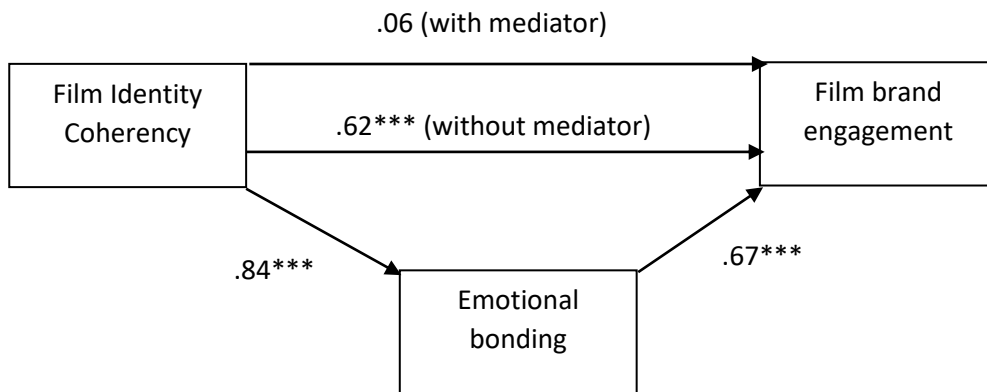 .06 (with mediator)
Film Identity
Coherency
Film brand
engagement
.62*** (without mediator)
.84***
.67***
Emotional
bonding